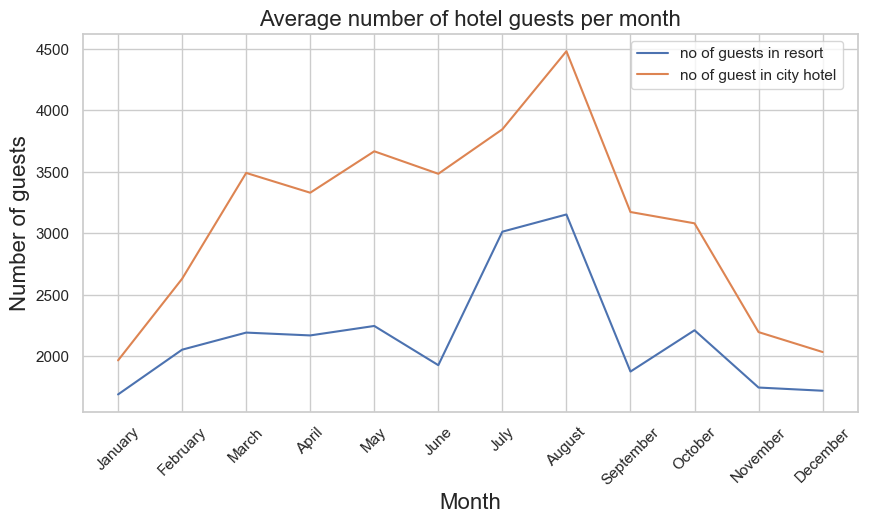 Average number of hotel guests per month
no of guests in resort
no of guest in city hotel
Number of guests
4500
4000
3500
3000
2500
2000
January
February
March
April
May
June
July
August
September
October
November
December
Month